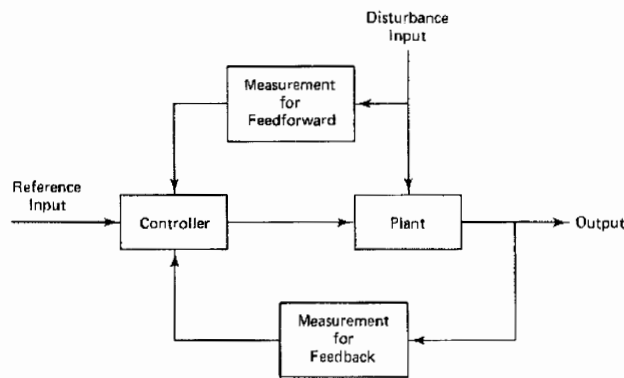 Disturbance
Input
Measurement
for
Feedforward
Reference
Input
Controller
Plant
Output
Measurement
for
Feedback